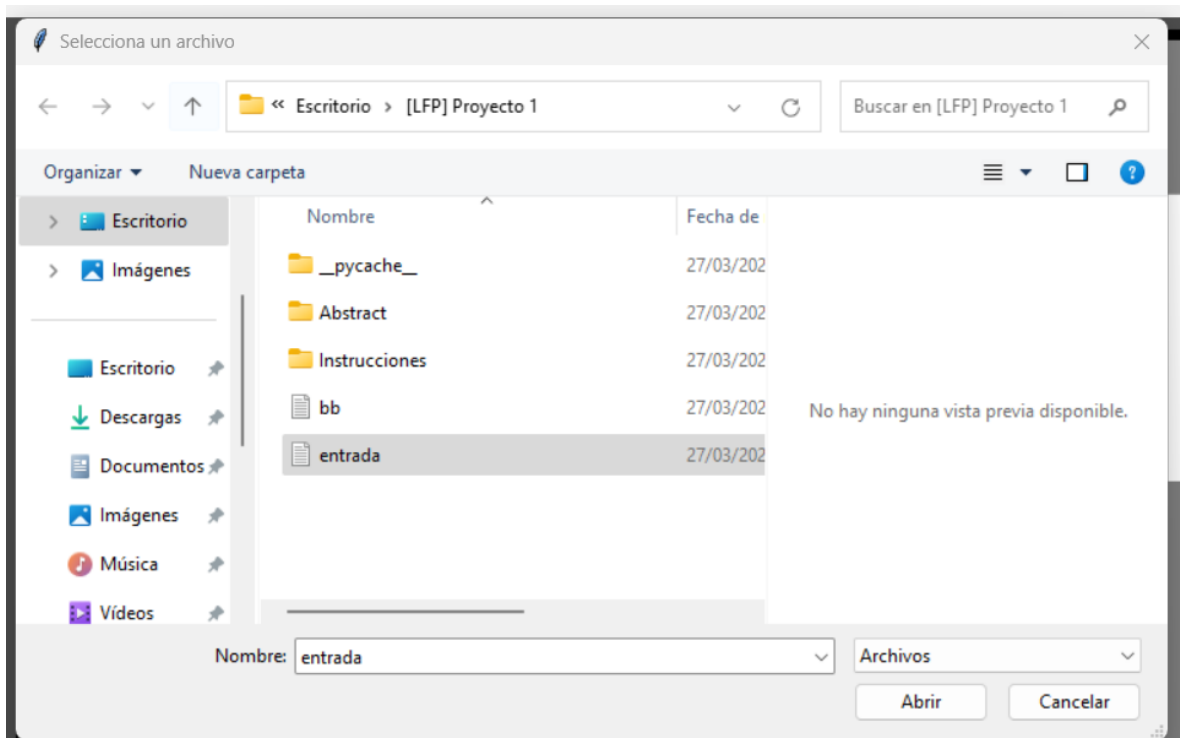 Selecciona un archivo
« Escritorio > [LFP] Proyecto 1
Buscar en [LFP] Proyecto 1
Organizar
Nueva carpeta
Escritorio
Imágenes
Escritorio
Descargas
Documentos
Imágenes
Música
Vídeos
Nombre
Fecha de
__pycache__
27/03/202
Abstract
27/03/202
Instrucciones
27/03/202
bb
27/03/202
entrada
27/03/202
No hay ninguna vista previa disponible.
Nombre:
entrada
Archivos
Abrir
Cancelar